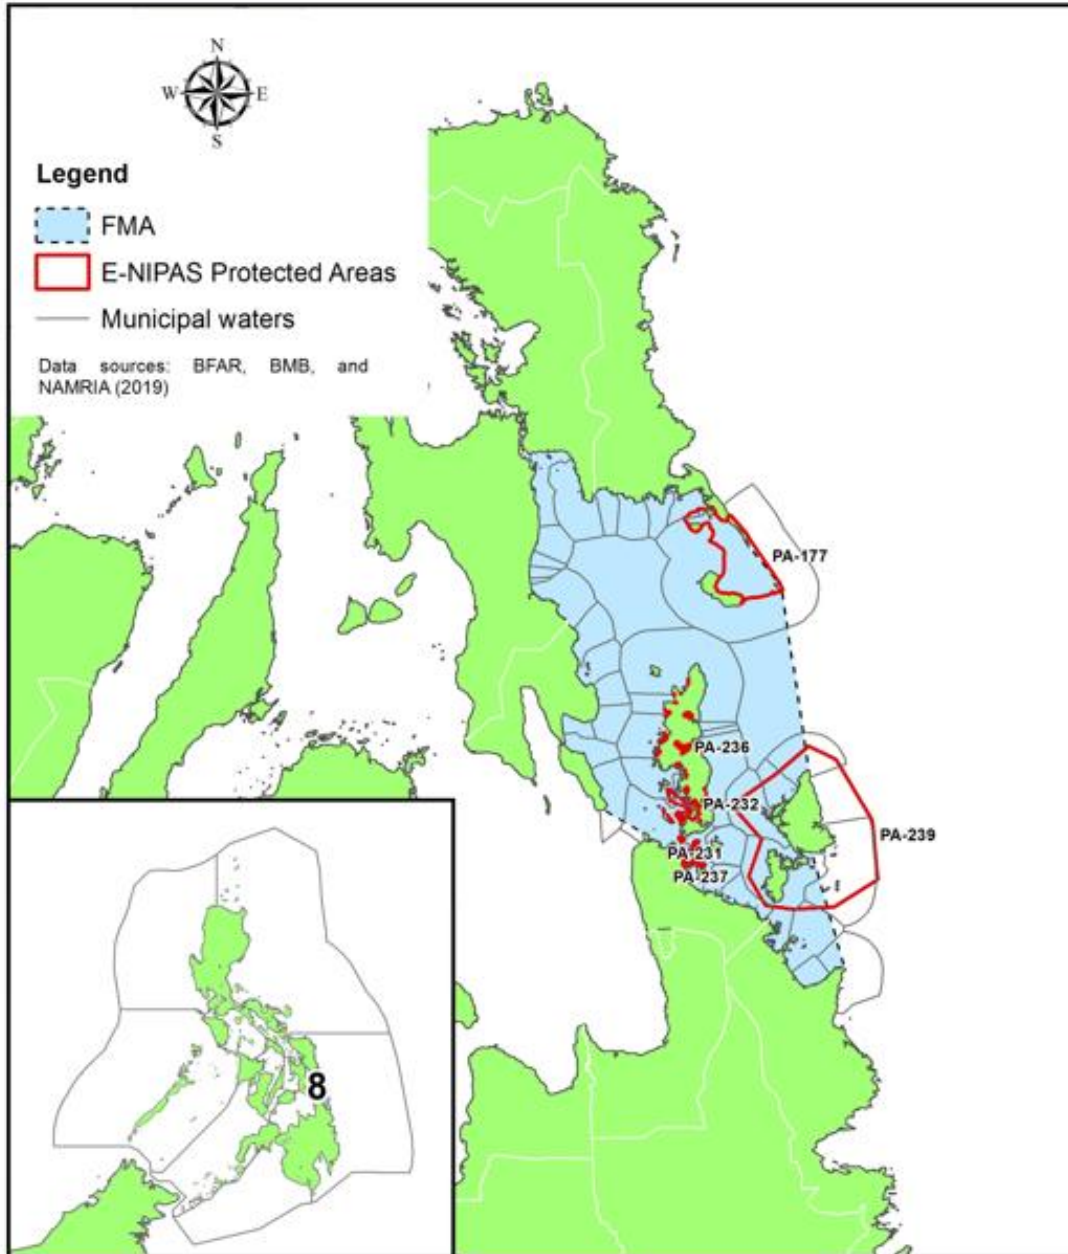 N
W E
S
Legend
FMA
E-NIPAS Protected Areas
Municipal waters
Data sources: BFAR, BMB, and
NAMRIA (2019)
PA-177
PA-236
PA-232
PA-239
PA-231
PA-237
8